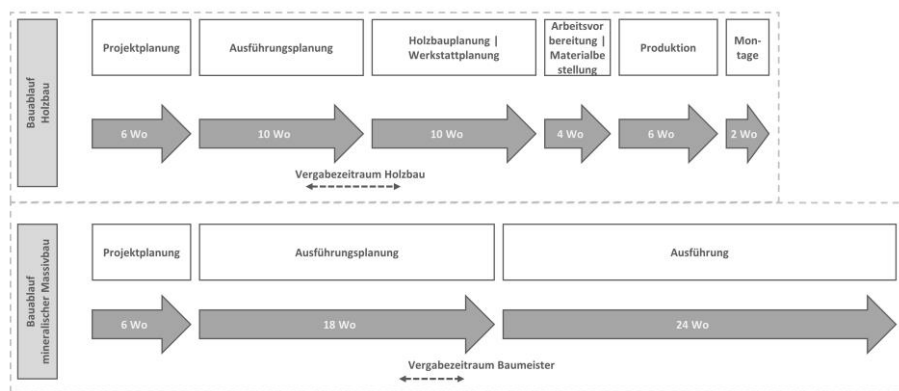 Bauablauf
Holzbau
Projektplanung
Ausführungsplanung
Holzbauplanung |
Werkstattplanung
Arbeitsvor
bereitung |
Materialbe
stellung
Produktion
Mon-
tage
6 Wo
10 Wo
10 Wo
4 Wo
6 Wo
2 Wo
Vergabezeitraum Holzbau
Bauablauf
mineralischer Massivbau
Projektplanung
Ausführungsplanung
Ausführung
6 Wo
18 Wo
24 Wo
Vergabezeitraum Baumeister